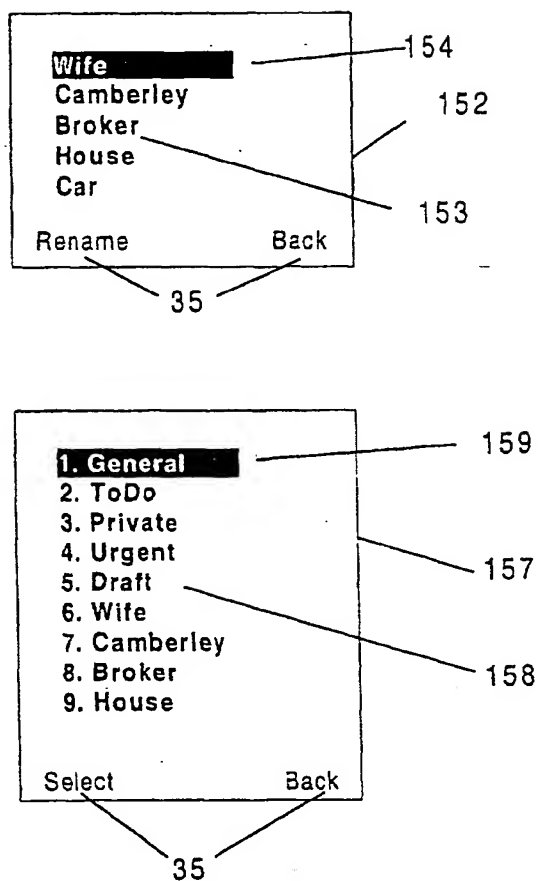 Wife 154
Camberley 152
Broker
House
Car 153
Rename Back
35
1. General 159
2. ToDo
3. Private
4. Urgent 157
5. Draft
6. Wife
7. Camberley 158
8. Broker
9. House
Select Back
35